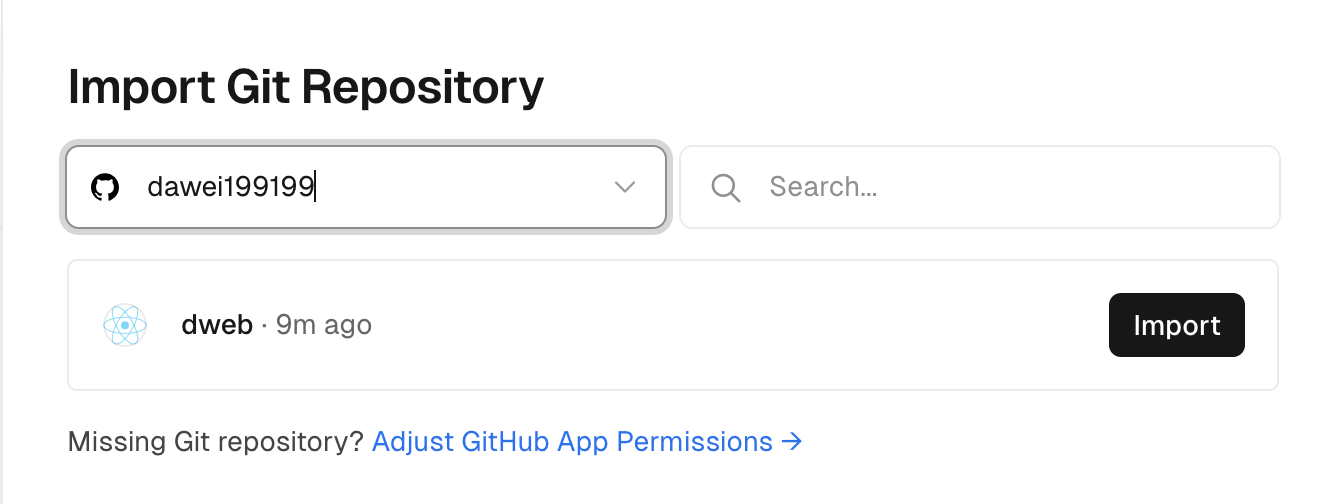 Import Git Repository
dawei199199
Search...
dweb · 9m ago
Import
Missing Git repository? Adjust GitHub App Permissions →